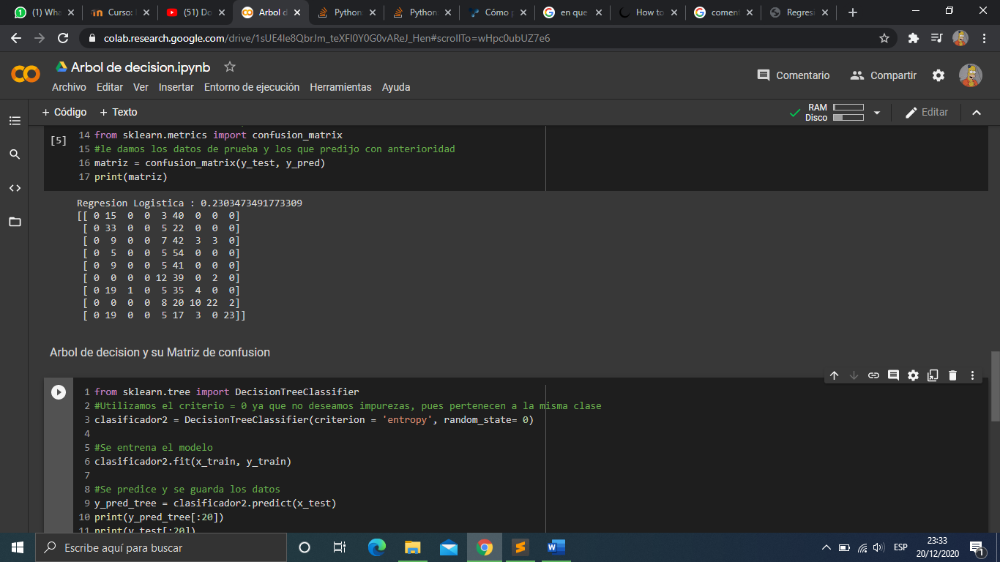 (1) Wha
Curso: I
(51) Do
Arbol d
Python
Python
Cómo p
en que
How to
coment
Regresi
colab.research.google.com/drive/1sUE4le8QbrJm_teXFl0Y0G0vAReJ_Hen#scrollTo=wHpc0ubUZ7e6
Arbol de decision.ipynb
Comentario
Compartir
Archivo Editar Ver Insertar Entorno de ejecución Herramientas Ayuda
+ Código + Texto
RAM
Disco
Editar
[5]
14 from sklearn.metrics import confusion_matrix
15 #le damos los datos de prueba y los que predijo con anterioridad
16 matriz = confusion_matrix(y_test, y_pred)
17 print(matriz)
Regresion Logistica : 0.2303473491773309
[[ 0 15  0  0  3 40  0  0  0]
 [ 0 33  0  0  5 22  0  0  0]
 [ 0  9  0  0  7 42  3  3  0]
 [ 0  5  0  0  5 54  0  0  0]
 [ 0  9  0  0  5 41  0  0  0]
 [ 0  0  0  0 12 39  0  2  0]
 [ 0 19  1  0  5 35  4  0  0]
 [ 0  0  0  0  8 20 10 22  2]
 [ 0 19  0  0  5 17  3  0 23]]
Arbol de decision y su Matriz de confusion
1 from sklearn.tree import DecisionTreeClassifier
2 #Utilizamos el criterio = 0 ya que no deseamos impurezas, pues pertenecen a la misma clase
3 clasificador2 = DecisionTreeClassifier(criterion = 'entropy', random_state= 0)
4
5 #Se entrena el modelo
6 clasificador2.fit(x_train, y_train)
7
8 #Se predice y se guarda los datos
9 y_pred_tree = clasificador2.predict(x_test)
10 print(y_pred_tree[:20])
11 print(y_test[:20])
Escribe aquí para buscar
ESP
23:33
20/12/2020
1